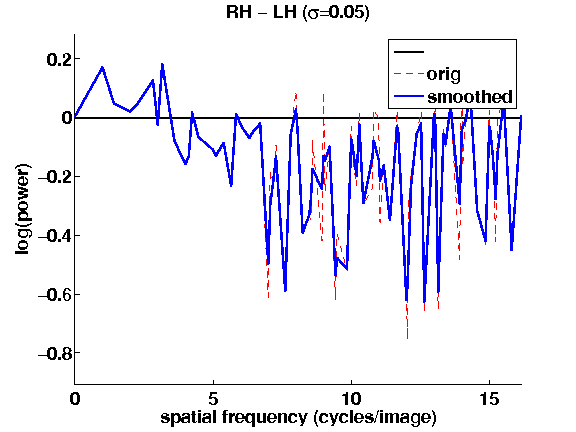 RH − LH (σ=0.05)
orig
smoothed
0.2
0
−0.2
−0.4
−0.6
−0.8
log(power)
0 5 10 15
spatial frequency (cycles/image)